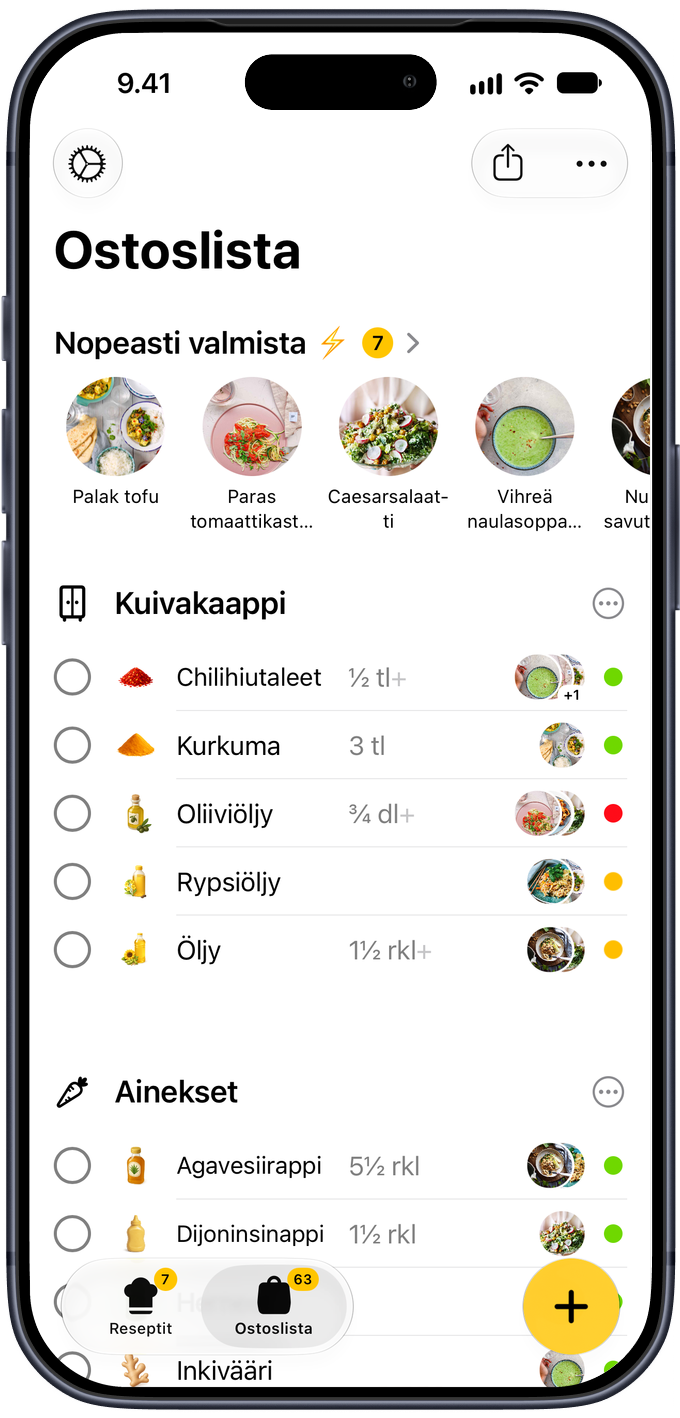 9.41
Ostoslista
Nopeasti valmista ⚡ 7
Palak tofu
Paras
tomaattikast...
Caesarsalaat-
ti
Vihreä
naulasoppa...
Nu
savut
Kuivakaappi
Chilihiutaleet ½ tl+
+1
Kurkuma 3 tl
Oliiviöljy ¾ dl+
Rypsiöljy
Öljy 1½ rkl+
Ainekset
Agavesiirappi 5½ rkl
Dijoninsinappi 1½ rkl
7
63
Reseptit
Ostoslista
Inkivääri